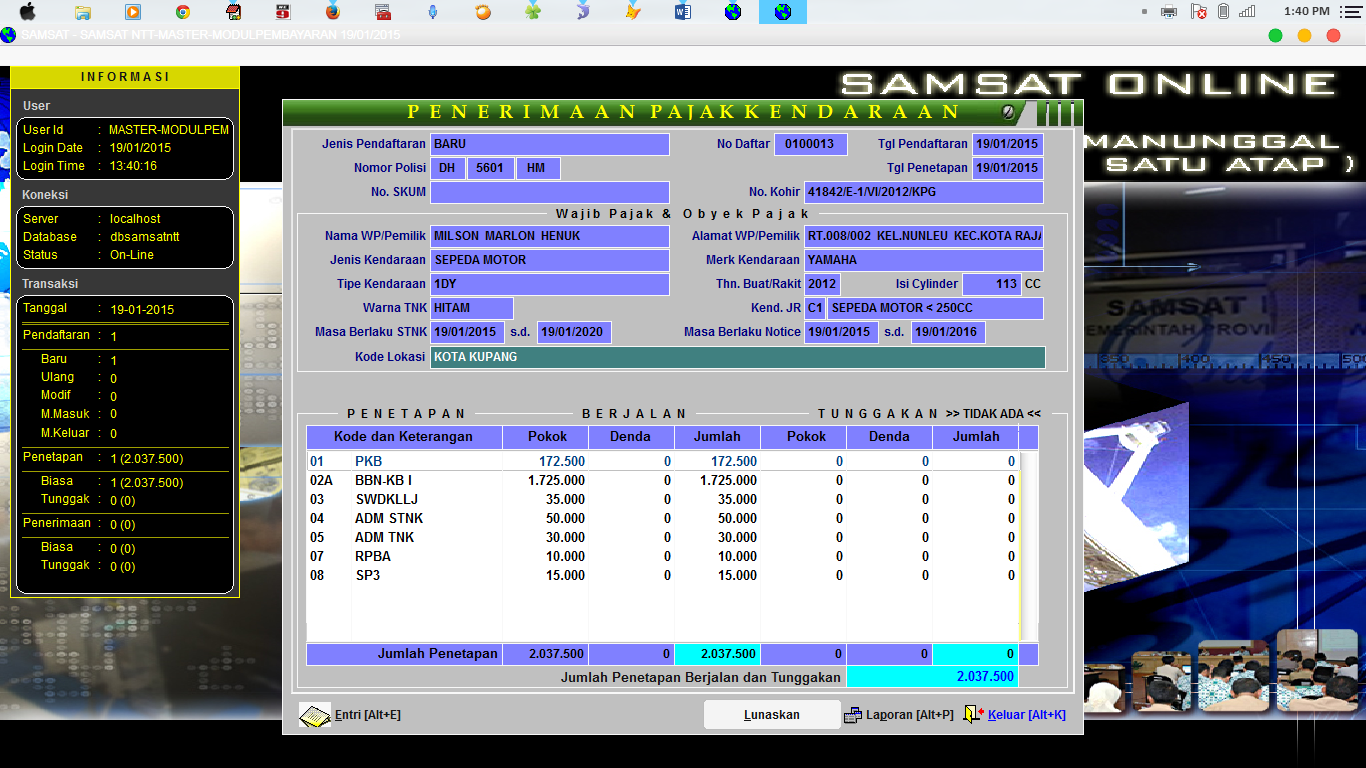 1:40 PM
SAMSAT - SAMSAT NTT-MASTER-MODULPEMBAYARAN 19/01/2015
INFORMASI
User
User Id : MASTER-MODULPEM
Login Date : 19/01/2015
Login Time : 13:40:16
Koneksi
Server : localhost
Database : dbsamsatntt
Status : On-Line
Transaksi
Tanggal : 19-01-2015
Pendaftaran : 1
Baru : 1
Ulang : 0
Modif : 0
M.Masuk : 0
M.Keluar : 0
Penetapan : 1 (2.037.500)
Biasa : 1 (2.037.500)
Tunggak : 0 (0)
Penerimaan : 0 (0)
Biasa : 0 (0)
Tunggak : 0 (0)
SAMSAT ONLINE
MANUNGGAL
SATU ATAP )
PENERIMAAN PAJAK KENDARAAN
Jenis Pendaftaran BARU No Daftar 0100013 Tgl Pendaftaran 19/01/2015
Nomor Polisi DH 5601 HM Tgl Penetapan 19/01/2015
No. SKUM No. Kohir 41842/E-1/VI/2012/KPG
Wajib Pajak & Obyek Pajak
Nama WP/Pemilik MILSON MARLON HENUK Alamat WP/Pemilik RT.008/002 KEL.NUNLEU KEC.KOTA RAJA
Jenis Kendaraan SEPEDA MOTOR Merk Kendaraan YAMAHA
Tipe Kendaraan 1DY Thn. Buat/Rakit 2012 Isi Cylinder 113 CC
Warna TNK HITAM Kend. JR C1 SEPEDA MOTOR < 250CC
Masa Berlaku STNK 19/01/2015 s.d. 19/01/2020 Masa Berlaku Notice 19/01/2015 s.d. 19/01/2016
Kode Lokasi KOTA KUPANG
PENETAPAN BERJALAN TUNGGAKAN >> TIDAK ADA <<
Kode dan Keterangan Pokok Denda Jumlah Pokok Denda Jumlah
01 PKB 172.500 0 172.500 0 0 0
02A BBN-KB I 1.725.000 0 1.725.000 0 0 0
03 SWDKLLJ 35.000 0 35.000 0 0 0
04 ADM STNK 50.000 0 50.000 0 0 0
05 ADM TNK 30.000 0 30.000 0 0 0
07 RPBA 10.000 0 10.000 0 0 0
08 SP3 15.000 0 15.000 0 0 0
Jumlah Penetapan 2.037.500 0 2.037.500 0 0 0
Jumlah Penetapan Berjalan dan Tunggakan 2.037.500
Entri [Alt+E] Lunaskan Laporan [Alt+P] Keluar [Alt+K]
SAMSAT
PEMERINTAH PROVI